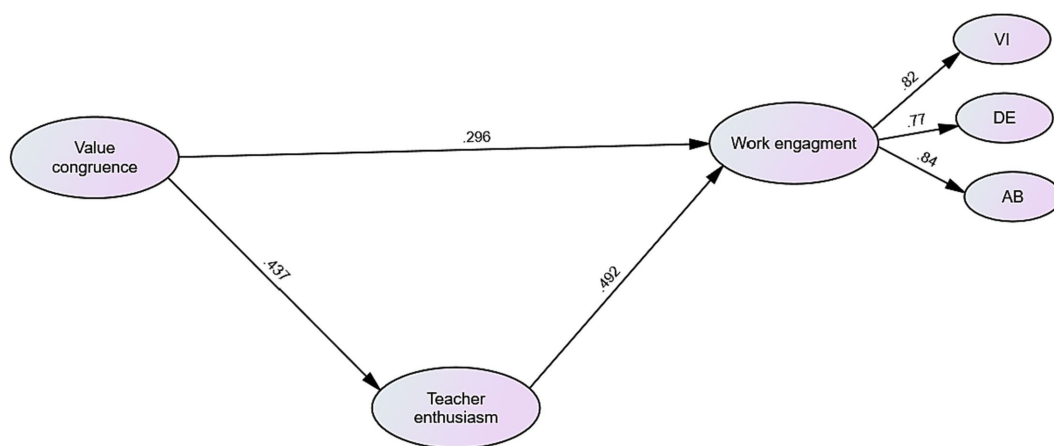 VI
.82
Value
congruence
.296
Work engagment
.77
DE
.84
AB
.437
.492
Teacher
enthusiasm